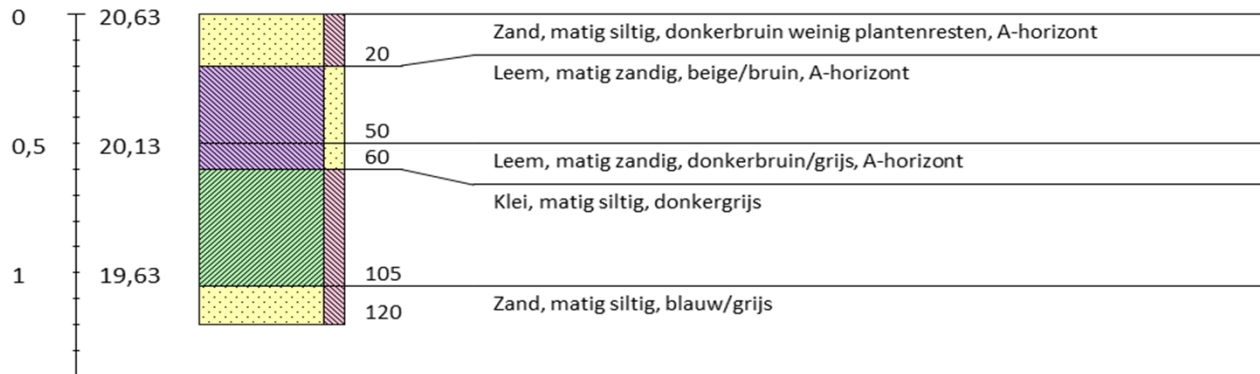 0 20,63
Zand, matig siltig, donkerbruin weinig plantenresten, A-horizont
20
Leem, matig zandig, beige/bruin, A-horizont
50
0,5 20,13
60
Leem, matig zandig, donkerbruin/grijs, A-horizont
Klei, matig siltig, donkergrijs
1 19,63
105
Zand, matig siltig, blauw/grijs
120